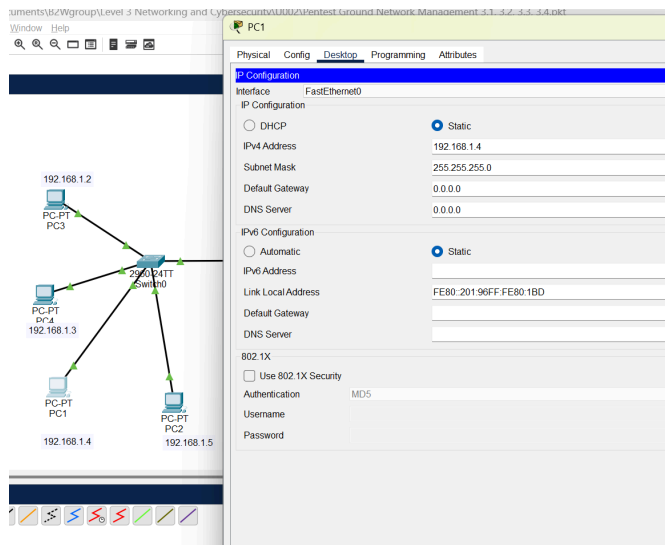 cuments\B2Wgroup\Level 3 Networking and Cybersecurity\U002\Pentest Ground Network Management 3.1, 3.2, 3.3, 3.4.pkt
Window Help
PC1
Physical Config Desktop Programming Attributes
IP Configuration
Interface FastEthernet0
IP Configuration
DHCP Static
IPv4 Address 192.168.1.4
Subnet Mask 255.255.255.0
Default Gateway 0.0.0.0
DNS Server 0.0.0.0
IPv6 Configuration
Automatic Static
IPv6 Address
Link Local Address FE80::201:96FF:FE80:1BD
Default Gateway
DNS Server
802.1X
Use 802.1X Security
Authentication MD5
Username
Password
192.168.1.2
PC-PT
PC3
2960-24TT
Switch0
PC-PT
PC4
192.168.1.3
PC-PT
PC1
192.168.1.4
PC-PT
PC2
192.168.1.5